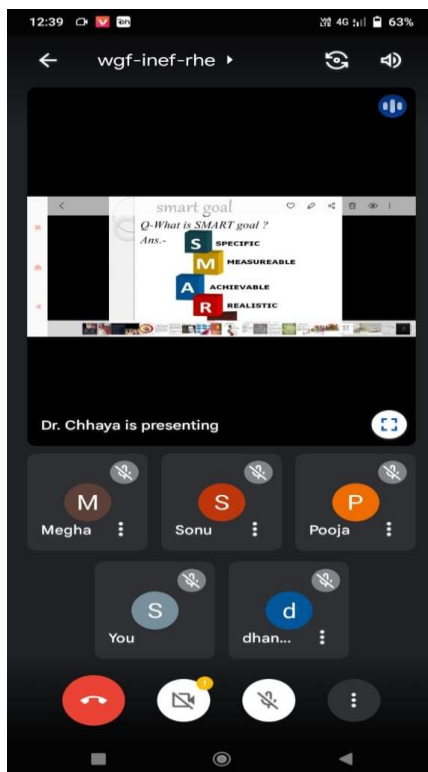 12:39 4G 63%
wgf-inef-rhe
smart goal
Q-What is SMART goal ?
Ans.-
S SPECIFIC
M MEASUREABLE
A ACHIEVABLE
R REALISTIC
Dr. Chhaya is presenting
M S P
Megha Sonu Pooja
S d
You dhan...